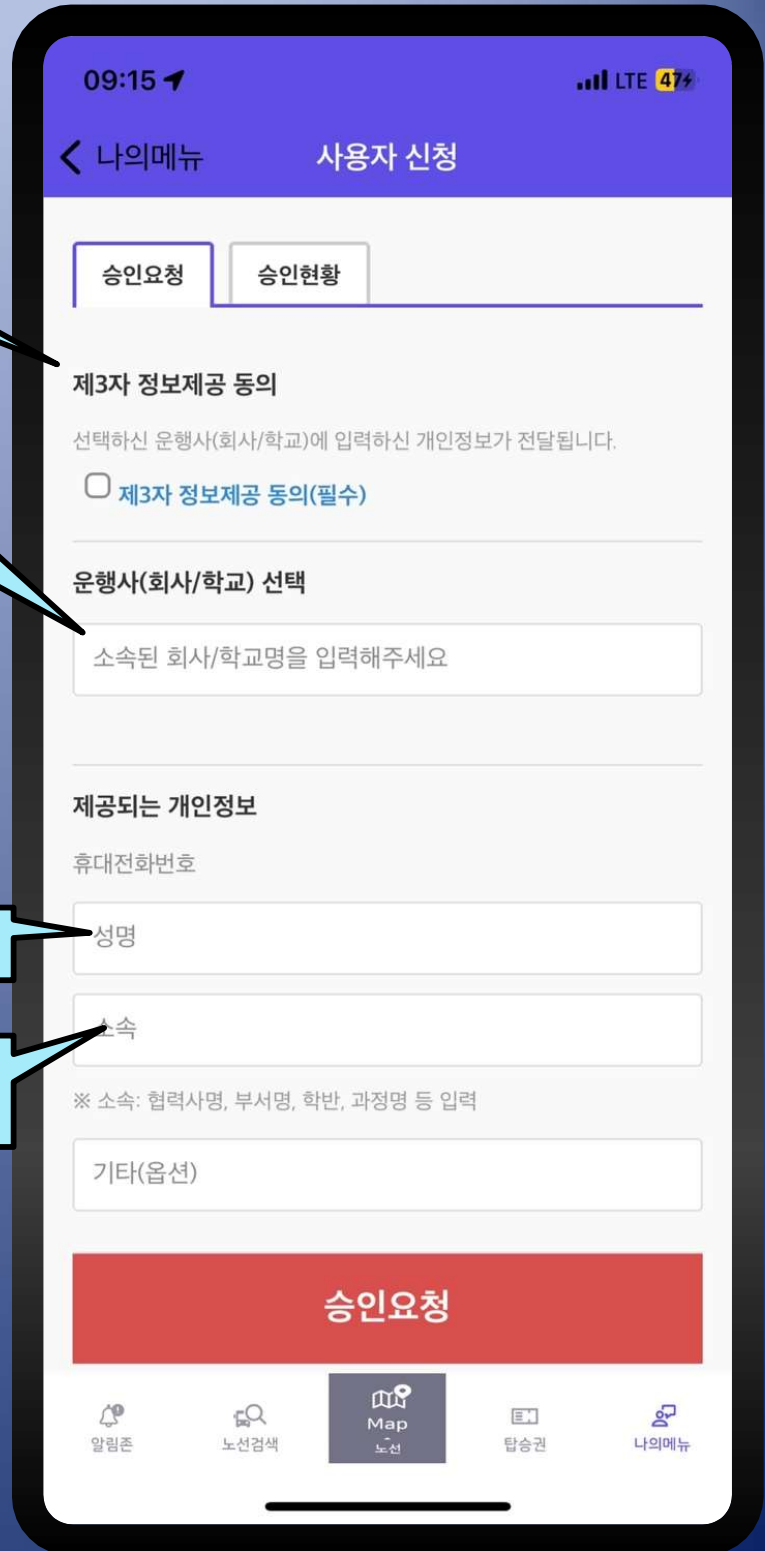 09:15
LTE 47
나의메뉴
사용자 신청
승인요청
승인현황
제3자 정보제공 동의
선택하신 운행사(회사/학교)에 입력하신 개인정보가 전달됩니다.
제3자 정보제공 동의(필수)
운행사(회사/학교) 선택
소속된 회사/학교명을 입력해주세요
제공되는 개인정보
휴대전화번호
성명
소속
※ 소속: 협력사명, 부서명, 학반, 과정명 등 입력
기타(옵션)
승인요청
알림존
노선검색
Map
-
노선
탑승권
나의메뉴